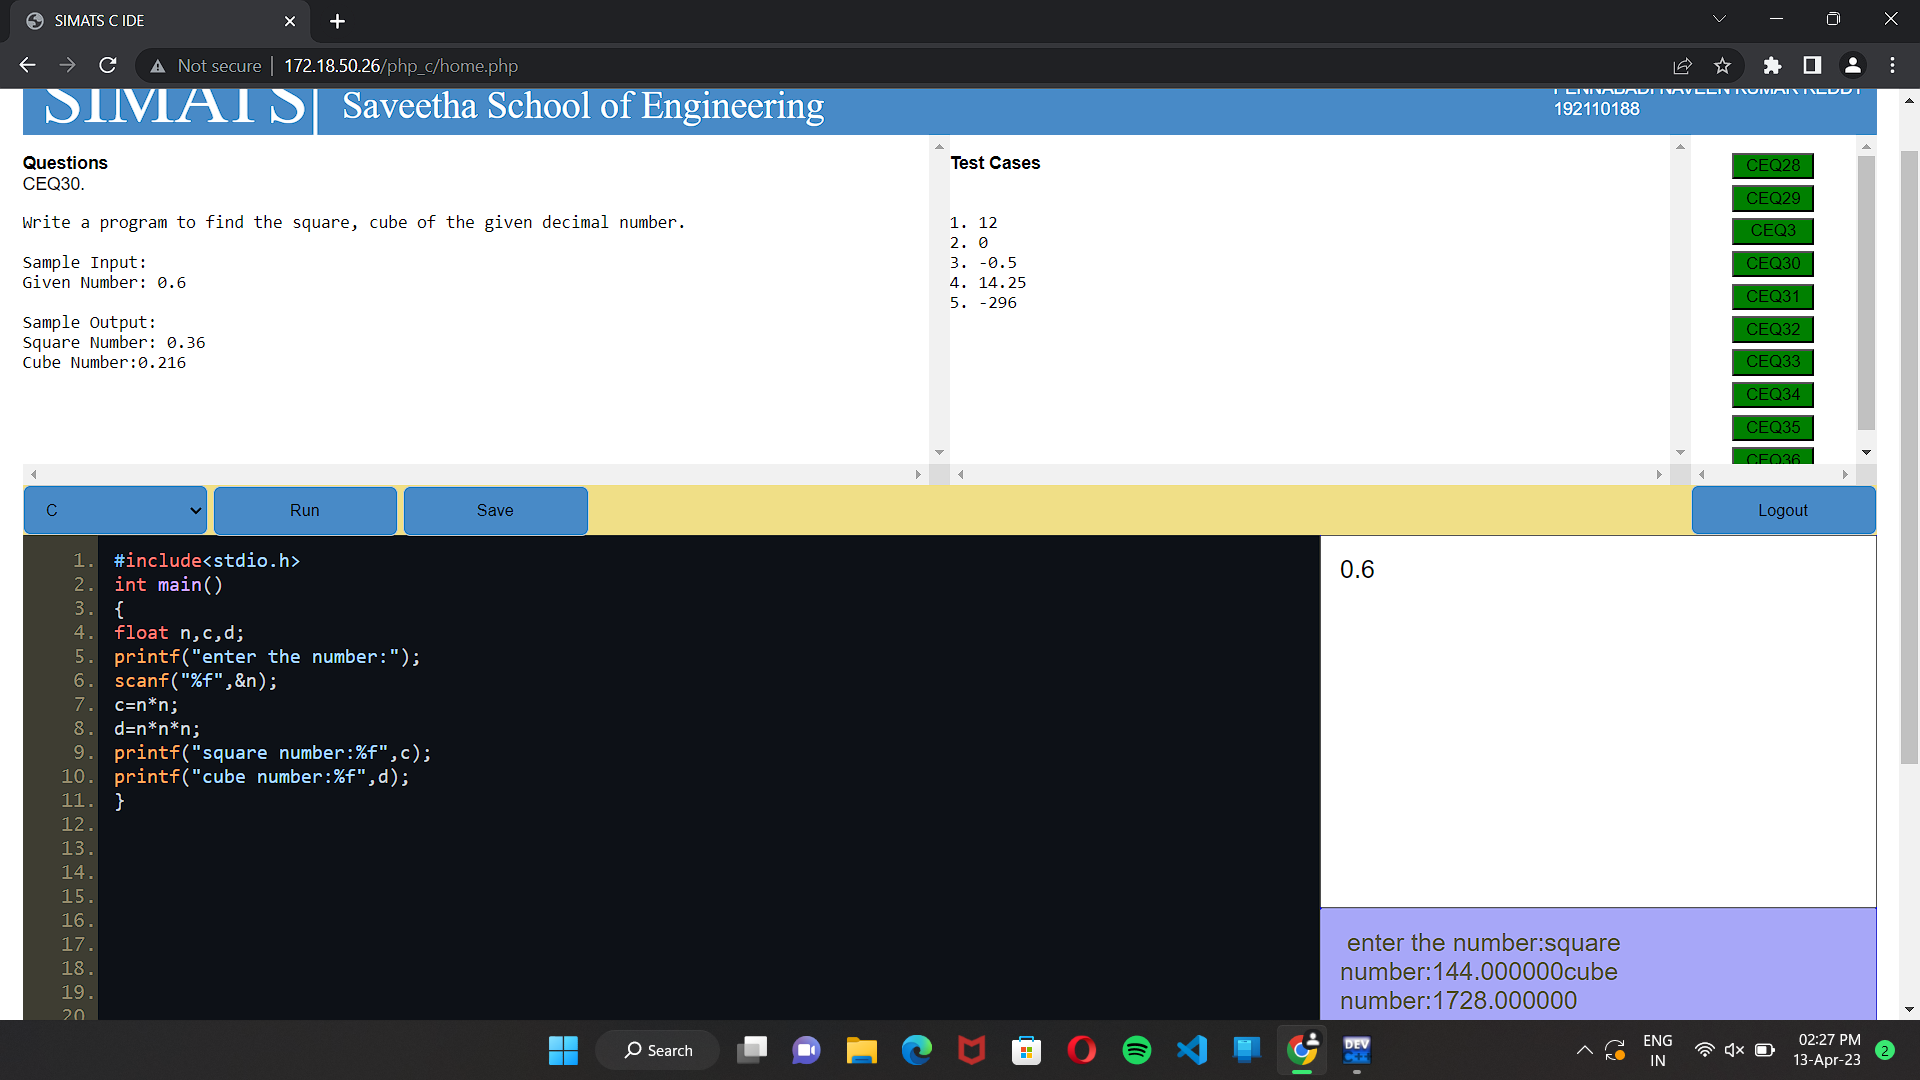 SIMATS C IDE
Not secure
172.18.50.26/php_c/home.php
SIMATS
Saveetha School of Engineering
PENNABADI NAVEEN KUMAR REDDY
192110188
Questions
CEQ30.
Write a program to find the square, cube of the given decimal number.
Sample Input:
Given Number: 0.6
Sample Output:
Square Number: 0.36
Cube Number:0.216
Test Cases
1. 12
2. 0
3. -0.5
4. 14.25
5. -296
CEQ28
CEQ29
CEQ3
CEQ30
CEQ31
CEQ32
CEQ33
CEQ34
CEQ35
CEQ36
C
Run
Save
Logout
1. #include<stdio.h>
2. int main()
3. {
4. float n,c,d;
5. printf("enter the number:");
6. scanf("%f",&n);
7. c=n*n;
8. d=n*n*n;
9. printf("square number:%f",c);
10. printf("cube number:%f",d);
11. }
12.
13.
14.
15.
16.
17.
18.
19.
20
0.6
enter the number:square
number:144.000000cube
number:1728.000000
Search
DEV
C++
ENG
IN
02:27 PM
13-Apr-23
2